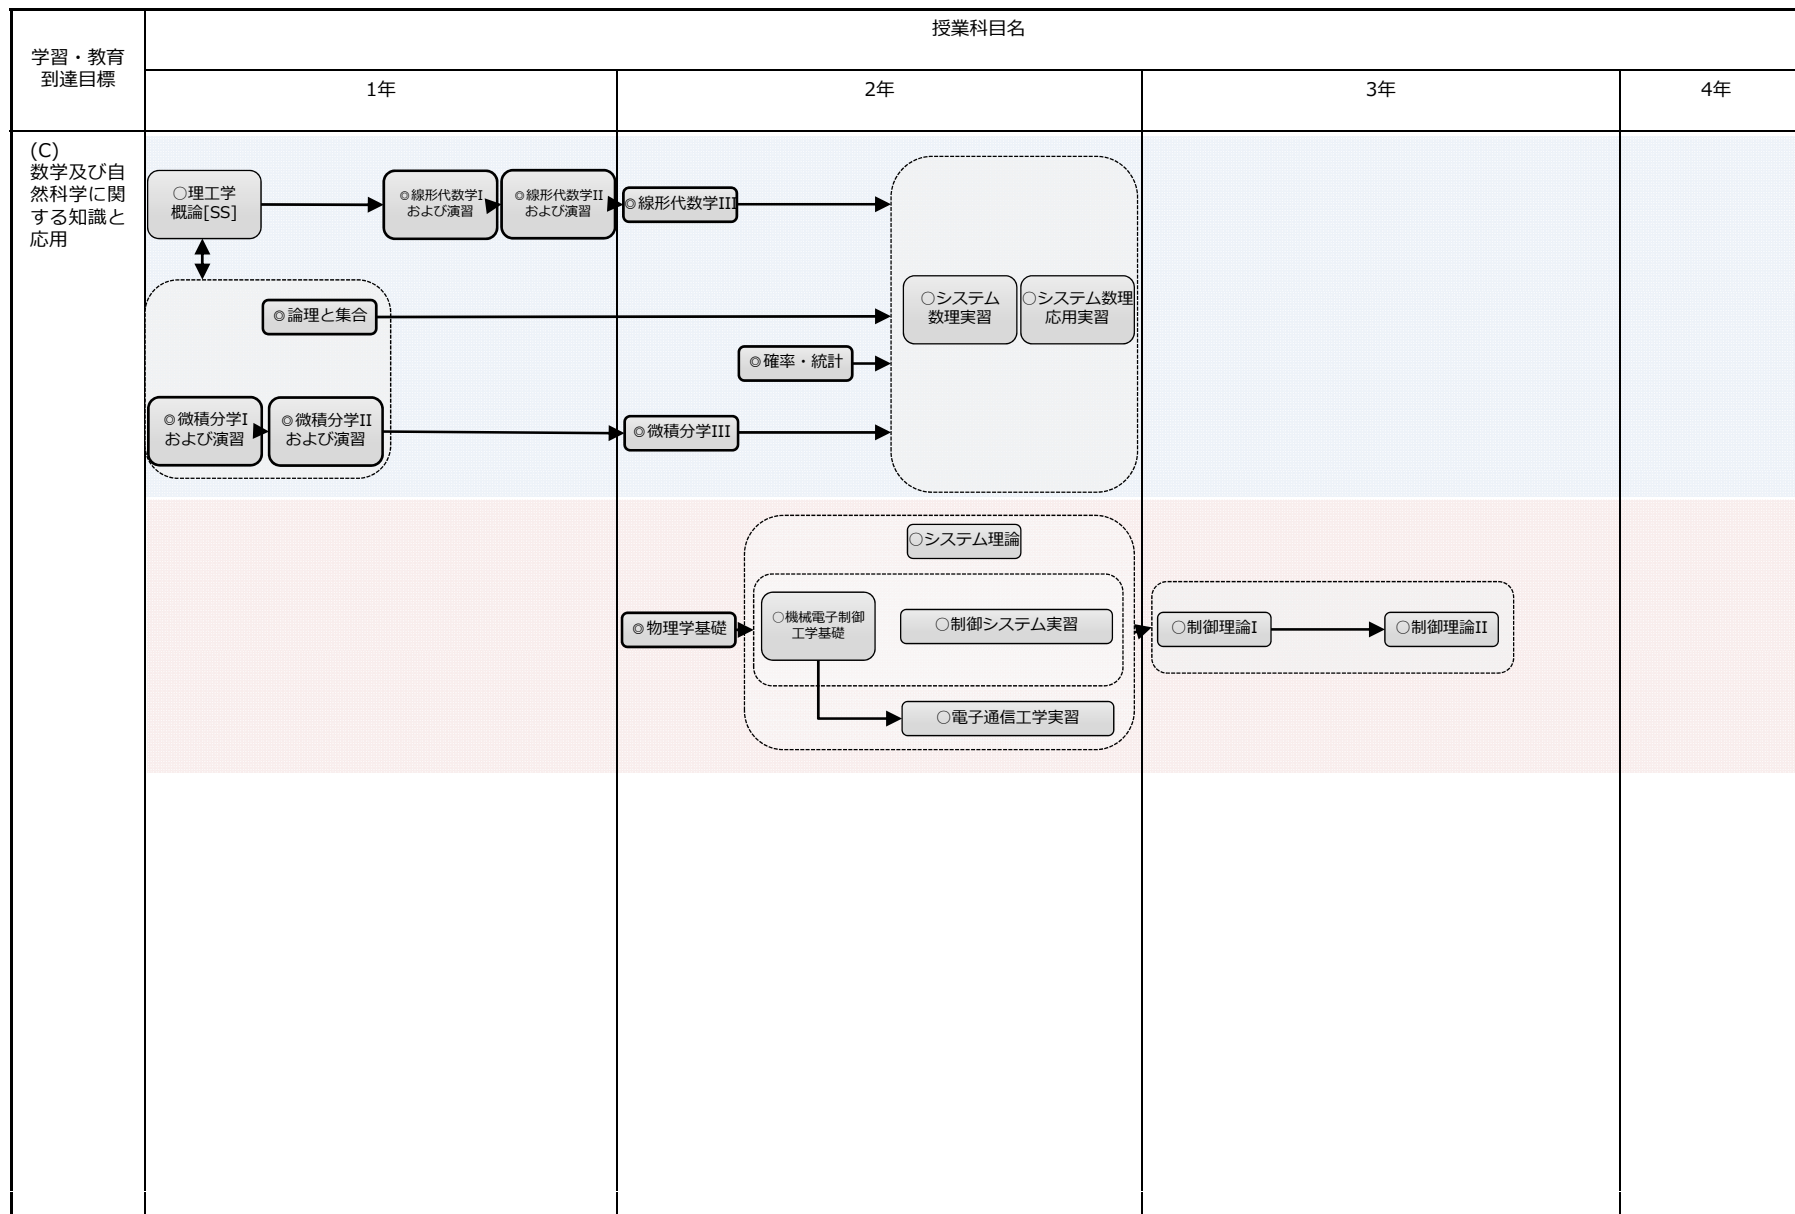 授業科目名
学習・教育
到達目標
1年
2年
3年
4年
(C)
数学及び自
然科学に関
する知識と
応用
○理工学
概論[SS]
◎線形代数学I
および演習
◎線形代数学II
および演習
◎線形代数学III
◎論理と集合
○システム
数理実習
○システム数理
応用実習
◎確率・統計
◎微積分学I
および演習
◎微積分学II
および演習
◎微積分学III
○システム理論
◎物理学基礎
○機械電子制御
工学基礎
○制御システム実習
○制御理論I
○制御理論II
○電子通信工学実習